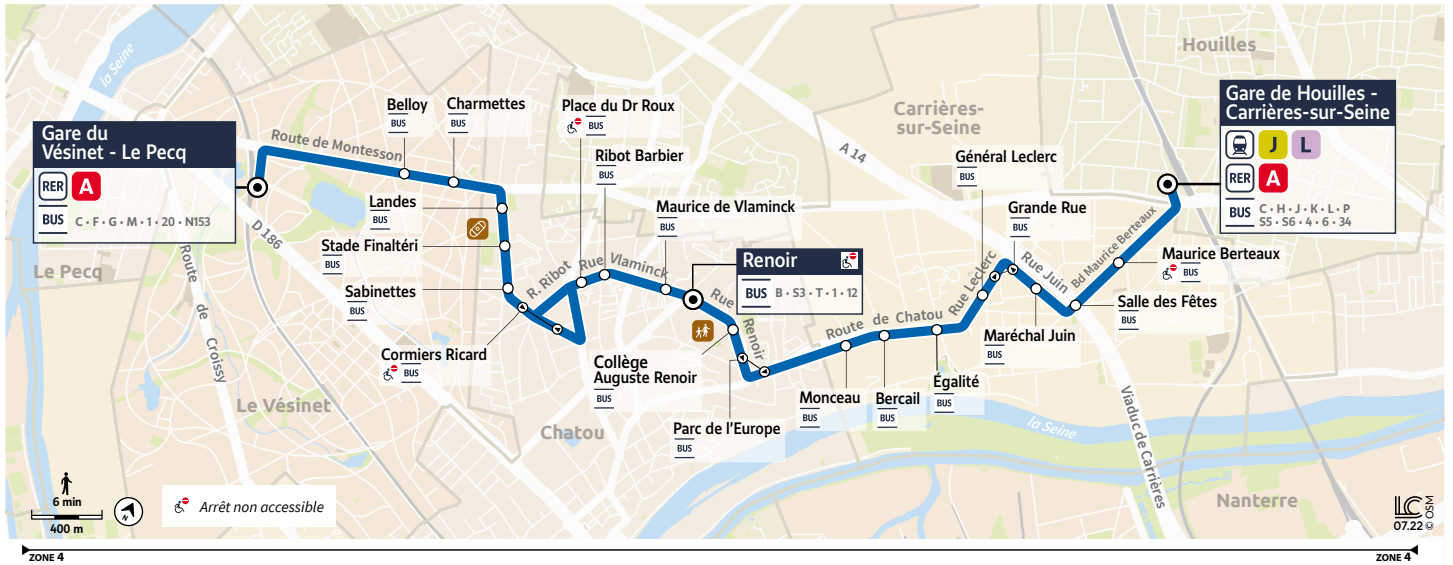 la Seine
Houilles
Gare du
Vésinet - Le Pecq
RER A
BUS C • F • G • M • 1 • 20 • N153
Route de Montesson
Belloy
BUS
Charmettes
BUS
Place du Dr Roux
BUS
Ribot Barbier
BUS
Carrières-
sur-Seine
A 14
Général Leclerc
BUS
Gare de Houilles -
Carrières-sur-Seine
J L
RER A
BUS C • H • J • K • L • P
S5 • S6 • 4 • 6 • 34
Landes
BUS
Stade Finaltéri
BUS
Sabinettes
BUS
Maurice de Vlaminck
BUS
Grande Rue
BUS
D 186
Le Pecq
Route de Croissy
R. Ribot
Rue Vlaminck
Renoir
BUS B • S3 • T • 1 • 12
Rue Renoir
Rue Leclerc
Rue Juin
Bd Maurice Berteaux
Maurice Berteaux
BUS
Salle des Fêtes
BUS
Route de Chatou
Maréchal Juin
BUS
Cormiers Ricard
BUS
Collège
Auguste Renoir
BUS
Égalité
BUS
Monceau
BUS
Bercail
BUS
Parc de l'Europe
BUS
Le Vésinet
Chatou
la Seine
Viaduc de Carrières
Nanterre
6 min
400 m
N
Arrêt non accessible
LC
07.22 © OSM
ZONE 4
ZONE 4